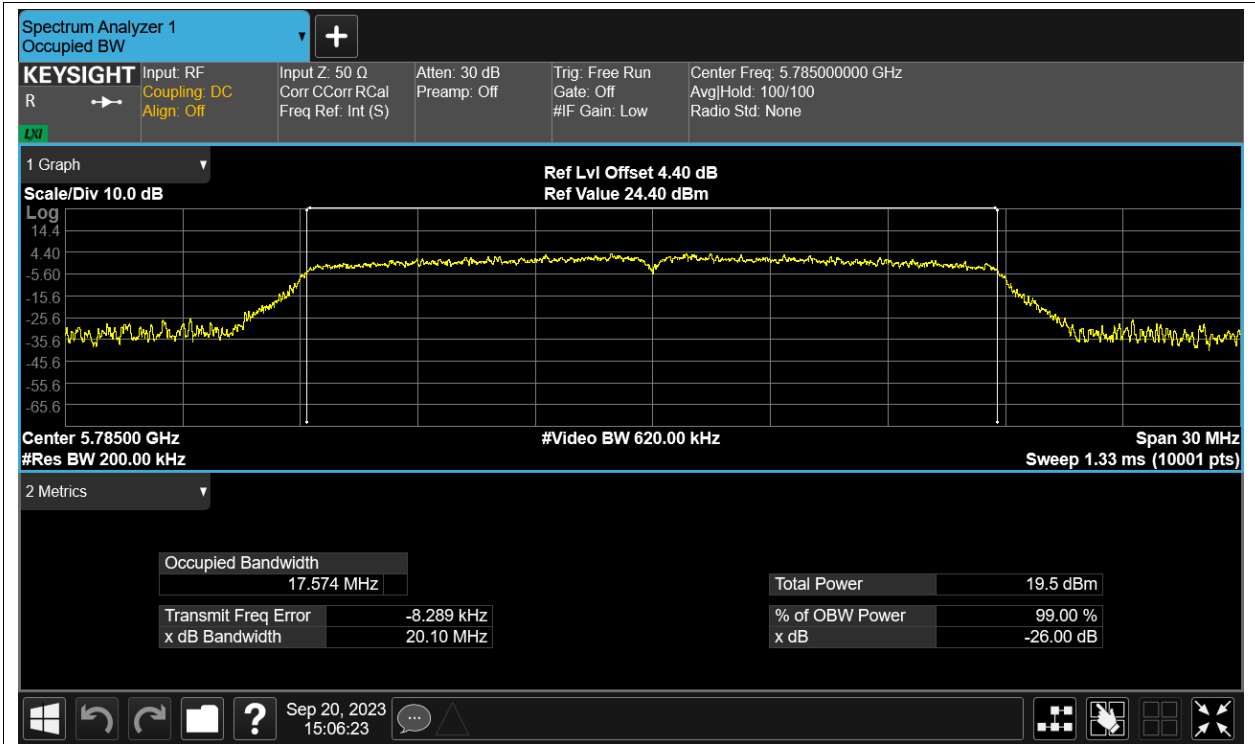 Spectrum Analyzer 1
Occupied BW
KEYSIGHT
R
LXI
Input: RF
Coupling: DC
Align: Off
Input Z: 50 Ω
Corr CCorr RCal
Freq Ref: Int (S)
Atten: 30 dB
Preamp: Off
Trig: Free Run
Gate: Off
#IF Gain: Low
Center Freq: 5.785000000 GHz
Avg|Hold: 100/100
Radio Std: None
1 Graph
Scale/Div 10.0 dB
Ref Lvl Offset 4.40 dB
Ref Value 24.40 dBm
Log
14.4
4.40
-5.60
-15.6
-25.6
-35.6
-45.6
-55.6
-65.6
Center 5.78500 GHz
#Res BW 200.00 kHz
#Video BW 620.00 kHz
Span 30 MHz
Sweep 1.33 ms (10001 pts)
2 Metrics
Occupied Bandwidth
17.574 MHz
Transmit Freq Error -8.289 kHz
x dB Bandwidth 20.10 MHz
Total Power 19.5 dBm
% of OBW Power 99.00 %
x dB -26.00 dB
?
Sep 20, 2023
15:06:23